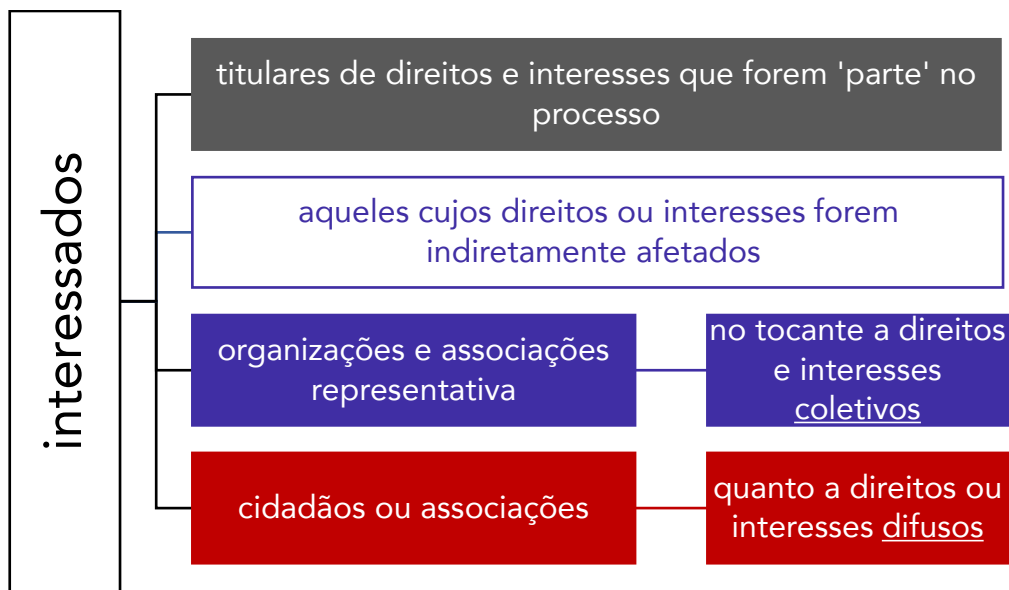 interessados
titulares de direitos e interesses que forem 'parte' no
processo
aqueles cujos direitos ou interesses forem
indiretamente afetados
organizações e associações
representativa
no tocante a direitos
e interesses
coletivos
cidadãos ou associações
quanto a direitos ou
interesses difusos